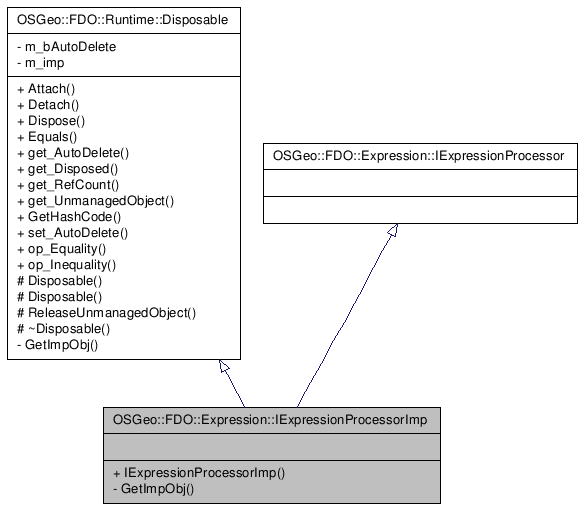 OSGeo::FDO::Runtime::Disposable
- m_bAutoDelete
- m_imp
+ Attach()
+ Detach()
+ Dispose()
+ Equals()
+ get_AutoDelete()
+ get_Disposed()
+ get_RefCount()
+ get_UnmanagedObject()
+ GetHashCode()
+ set_AutoDelete()
+ op_Equality()
+ op_Inequality()
# Disposable()
# Disposable()
# ReleaseUnmanagedObject()
# ~Disposable()
- GetImpObj()
OSGeo::FDO::Expression::IExpressionProcessor
OSGeo::FDO::Expression::IExpressionProcessorImp
+ IExpressionProcessorImp()
- GetImpObj()